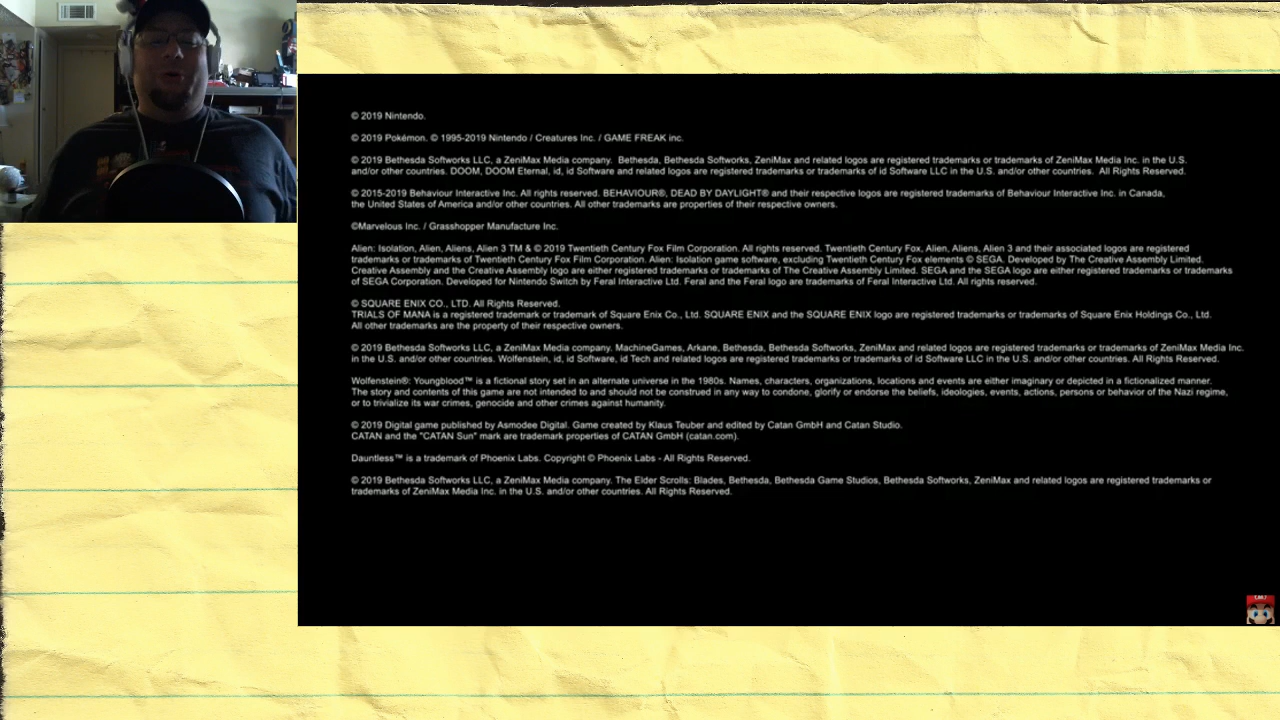 © 2019 Nintendo.
© 2019 Pokémon. © 1995-2019 Nintendo / Creatures Inc. / GAME FREAK inc.
© 2019 Bethesda Softworks LLC, a ZeniMax Media company.  Bethesda, Bethesda Softworks, ZeniMax and related logos are registered trademarks or trademarks of ZeniMax Media Inc. in the U.S.
and/or other countries. DOOM, DOOM Eternal, id, id Software and related logos are registered trademarks or trademarks of id Software LLC in the U.S. and/or other countries.  All Rights Reserved.
© 2015-2019 Behaviour Interactive Inc. All rights reserved. BEHAVIOUR®, DEAD BY DAYLIGHT® and their respective logos are registered trademarks of Behaviour Interactive Inc. in Canada,
the United States of America and/or other countries. All other trademarks are properties of their respective owners.
©Marvelous Inc. / Grasshopper Manufacture Inc.
Alien: Isolation, Alien, Aliens, Alien 3 TM & © 2019 Twentieth Century Fox Film Corporation. All rights reserved. Twentieth Century Fox, Alien, Aliens, Alien 3 and their associated logos are registered
trademarks or trademarks of Twentieth Century Fox Film Corporation. Alien: Isolation game software, excluding Twentieth Century Fox elements © SEGA. Developed by The Creative Assembly Limited.
Creative Assembly and the Creative Assembly logo are either registered trademarks or trademarks of The Creative Assembly Limited. SEGA and the SEGA logo are either registered trademarks or trademarks
of SEGA Corporation. Developed for Nintendo Switch by Feral Interactive Ltd. Feral and the Feral logo are trademarks of Feral Interactive Ltd. All rights reserved.
© SQUARE ENIX CO., LTD. All Rights Reserved.
TRIALS OF MANA is a registered trademark or trademark of Square Enix Co., Ltd. SQUARE ENIX and the SQUARE ENIX logo are registered trademarks or trademarks of Square Enix Holdings Co., Ltd.
All other trademarks are the property of their respective owners.
© 2019 Bethesda Softworks LLC, a ZeniMax Media company. MachineGames, Arkane, Bethesda, Bethesda Softworks, ZeniMax and related logos are registered trademarks or trademarks of ZeniMax Media Inc.
in the U.S. and/or other countries. Wolfenstein, id, id Software, id Tech and related logos are registered trademarks or trademarks of id Software LLC in the U.S. and/or other countries. All Rights Reserved.
Wolfenstein®: Youngblood™ is a fictional story set in an alternate universe in the 1980s. Names, characters, organizations, locations and events are either imaginary or depicted in a fictionalized manner.
The story and contents of this game are not intended to and should not be construed in any way to condone, glorify or endorse the beliefs, ideologies, events, actions, persons or behavior of the Nazi regime,
or to trivialize its war crimes, genocide and other crimes against humanity.
© 2019 Digital game published by Asmodee Digital. Game created by Klaus Teuber and edited by Catan GmbH and Catan Studio.
CATAN and the "CATAN Sun" mark are trademark properties of CATAN GmbH (catan.com).
Dauntless™ is a trademark of Phoenix Labs. Copyright © Phoenix Labs - All Rights Reserved.
© 2019 Bethesda Softworks LLC, a ZeniMax Media company. The Elder Scrolls: Blades, Bethesda, Bethesda Game Studios, Bethesda Softworks, ZeniMax and related logos are registered trademarks or
trademarks of ZeniMax Media Inc. in the U.S. and/or other countries. All Rights Reserved.